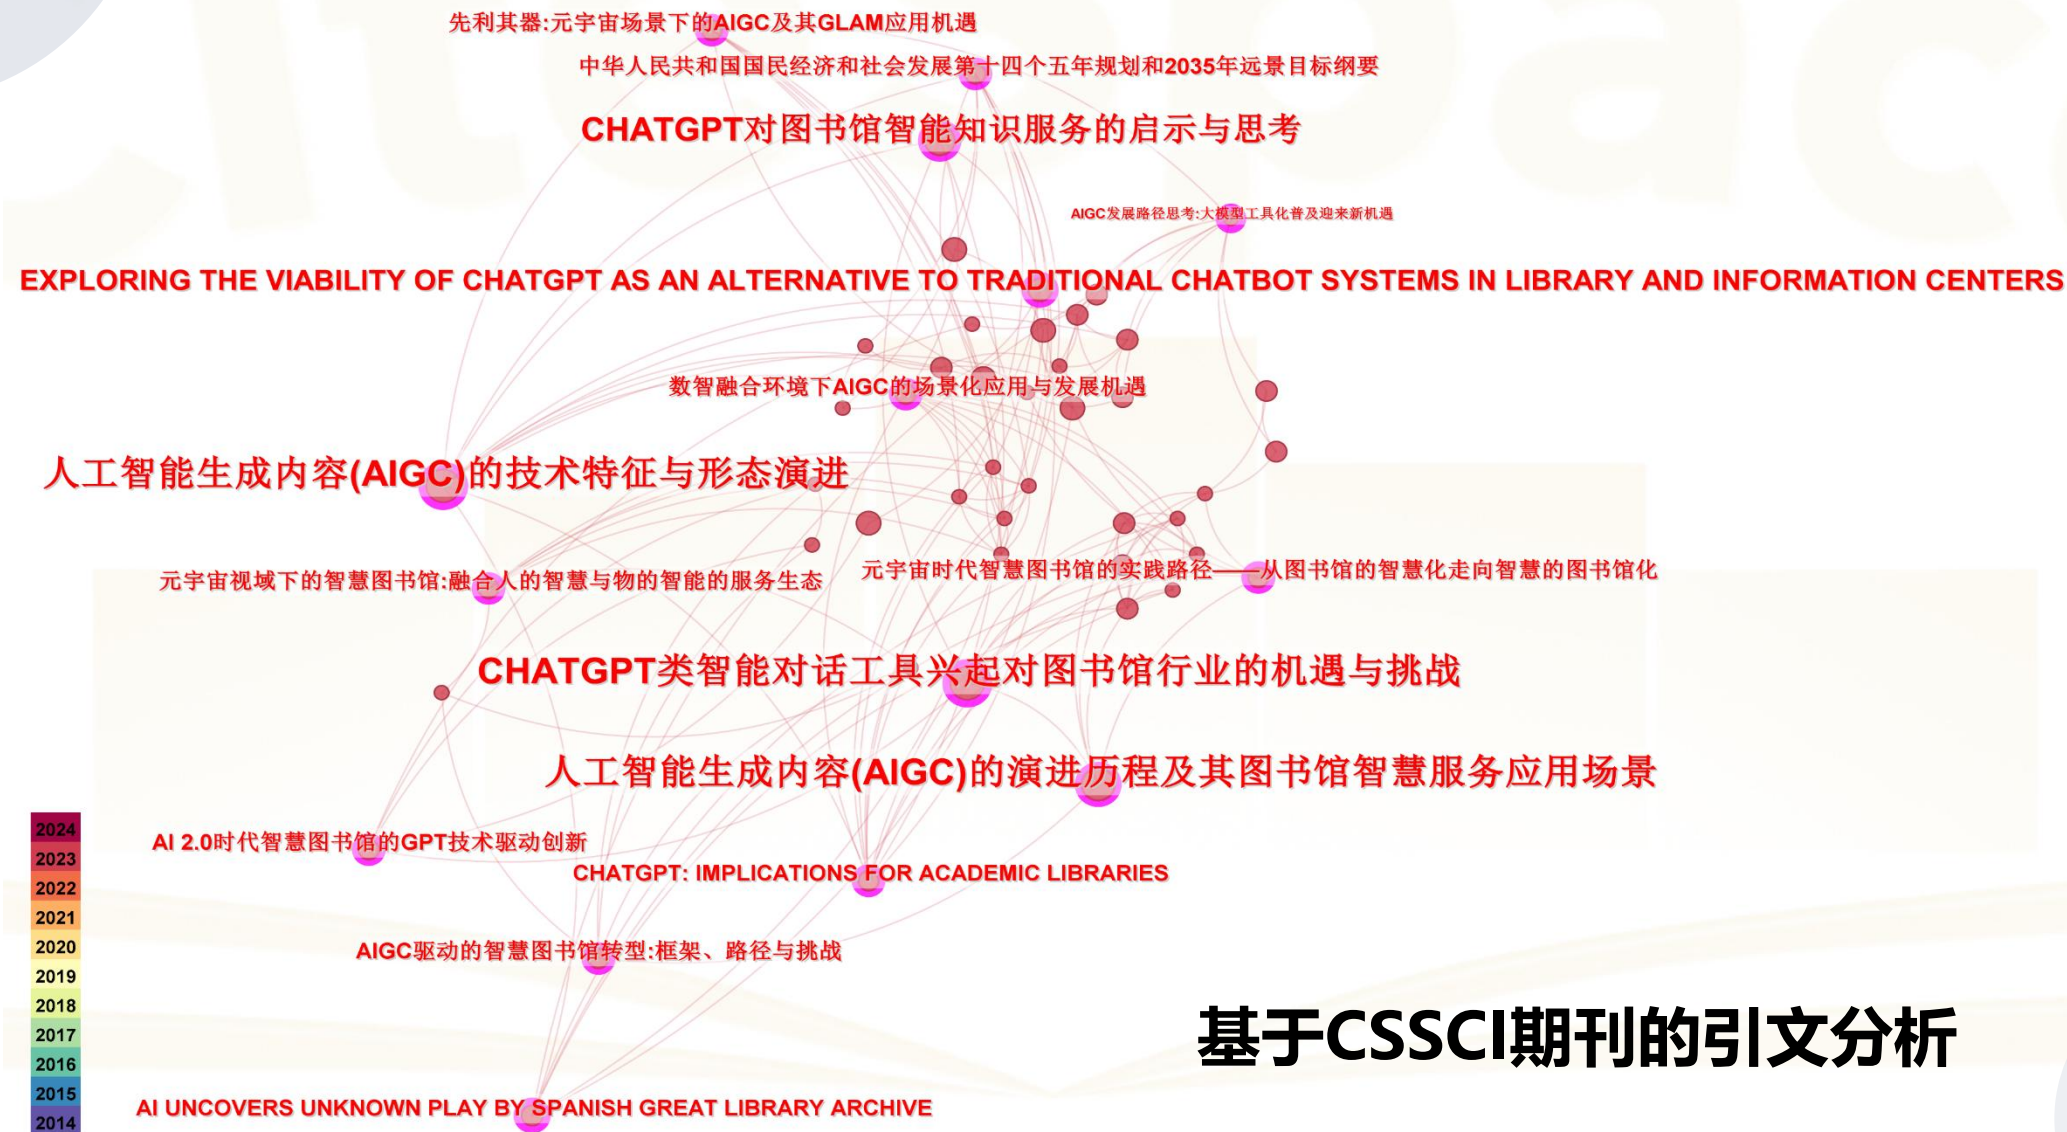 先利其器:元宇宙场景下的AIGC及其GLAM应用机遇
中华人民共和国国民经济和社会发展第十四个五年规划和2035年远景目标纲要
CHATGPT对图书馆智能知识服务的启示与思考
AIGC发展路径思考:大模型工具化普及迎来新机遇
EXPLORING THE VIABILITY OF CHATGPT AS AN ALTERNATIVE TO TRADITIONAL CHATBOT SYSTEMS IN LIBRARY AND INFORMATION CENTERS
数智融合环境下AIGC的场景化应用与发展机遇
人工智能生成内容(AIGC)的技术特征与形态演进
元宇宙视域下的智慧图书馆:融合人的智慧与物的智能的服务生态
元宇宙时代智慧图书馆的实践路径——从图书馆的智慧化走向智慧的图书馆化
CHATGPT类智能对话工具兴起对图书馆行业的机遇与挑战
人工智能生成内容(AIGC)的演进历程及其图书馆智慧服务应用场景
AI 2.0时代智慧图书馆的GPT技术驱动创新
CHATGPT: IMPLICATIONS FOR ACADEMIC LIBRARIES
AIGC驱动的智慧图书馆转型:框架、路径与挑战
AI UNCOVERS UNKNOWN PLAY BY SPANISH GREAT LIBRARY ARCHIVE
2024
2023
2022
2021
2020
2019
2018
2017
2016
2015
2014
基于CSSCI期刊的引文分析